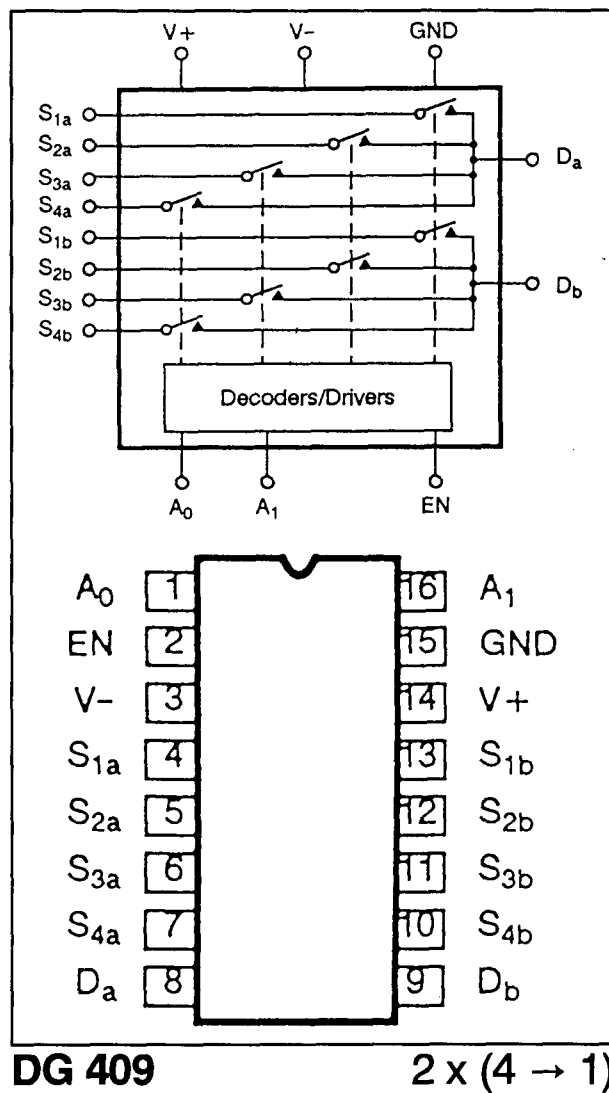 V+ V− GND
S1a
S2a
Da
S3a
S4a
S1b
S2b
Db
S3b
S4b
Decoders/Drivers
A0 A1 EN
A0 1 16 A1
EN 2 15 GND
V− 3 14 V+
S1a 4 13 S1b
S2a 5 12 S2b
S3a 6 11 S3b
S4a 7 10 S4b
Da 8 9 Db
DG 409 2 x (4 → 1)